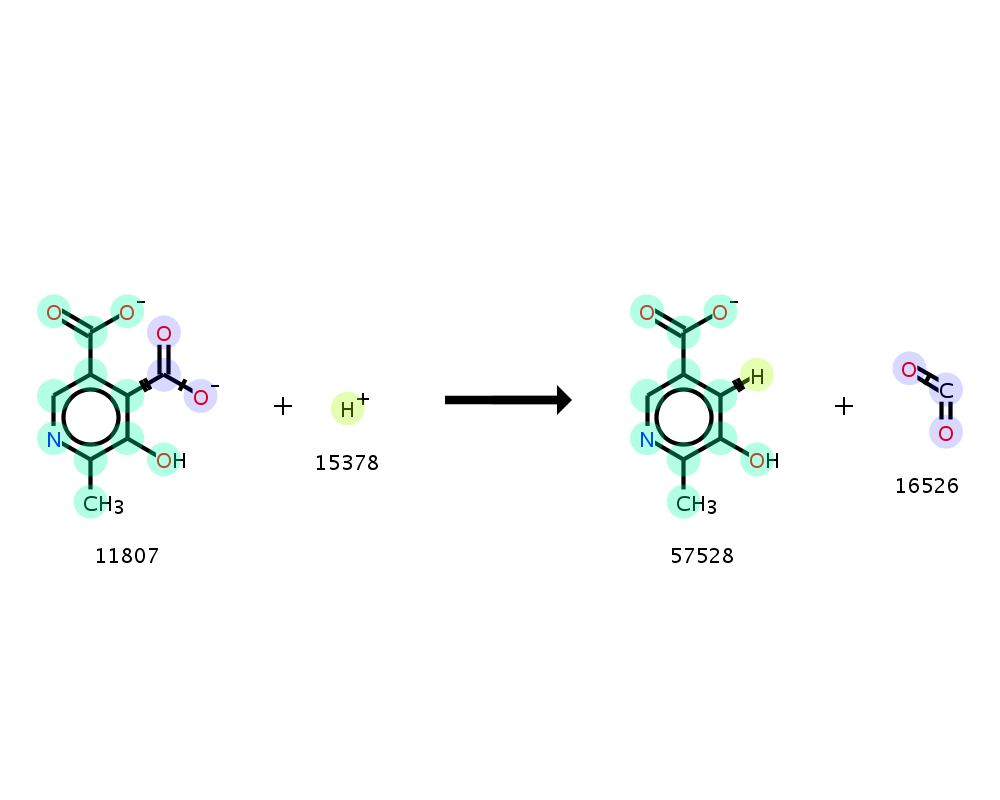 O O⁻ O
O⁻
N OH
CH₃
11807
+
H⁺
15378
O O⁻
H
N OH
CH₃
57528
+
O C
O
16526